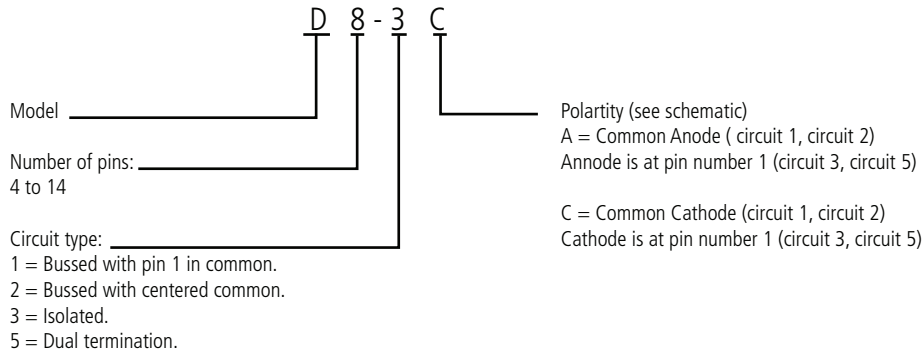 D 8 - 3 C
Model
Number of pins:
4 to 14
Circuit type:
1 = Bussed with pin 1 in common.
2 = Bussed with centered common.
3 = Isolated.
5 = Dual termination.
Polartity (see schematic)
A = Common Anode ( circuit 1, circuit 2)
Annode is at pin number 1 (circuit 3, circuit 5)
C = Common Cathode (circuit 1, circuit 2)
Cathode is at pin number 1 (circuit 3, circuit 5)